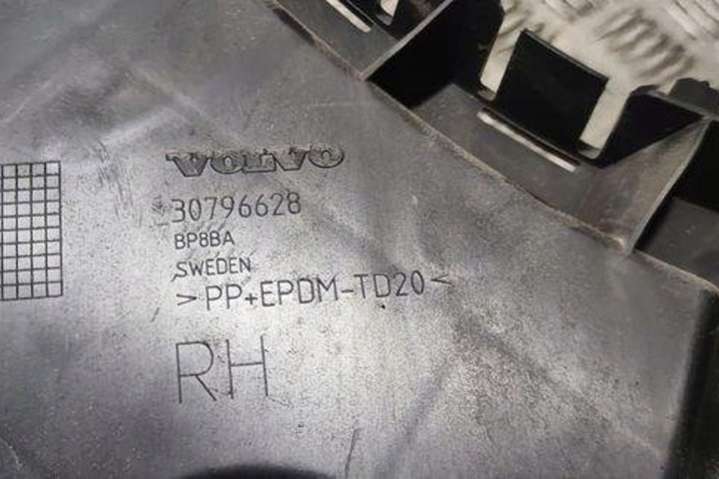 VOLVO
30796628
BP8BA
SWEDEN
>PP+EPDM-TD20<
RH